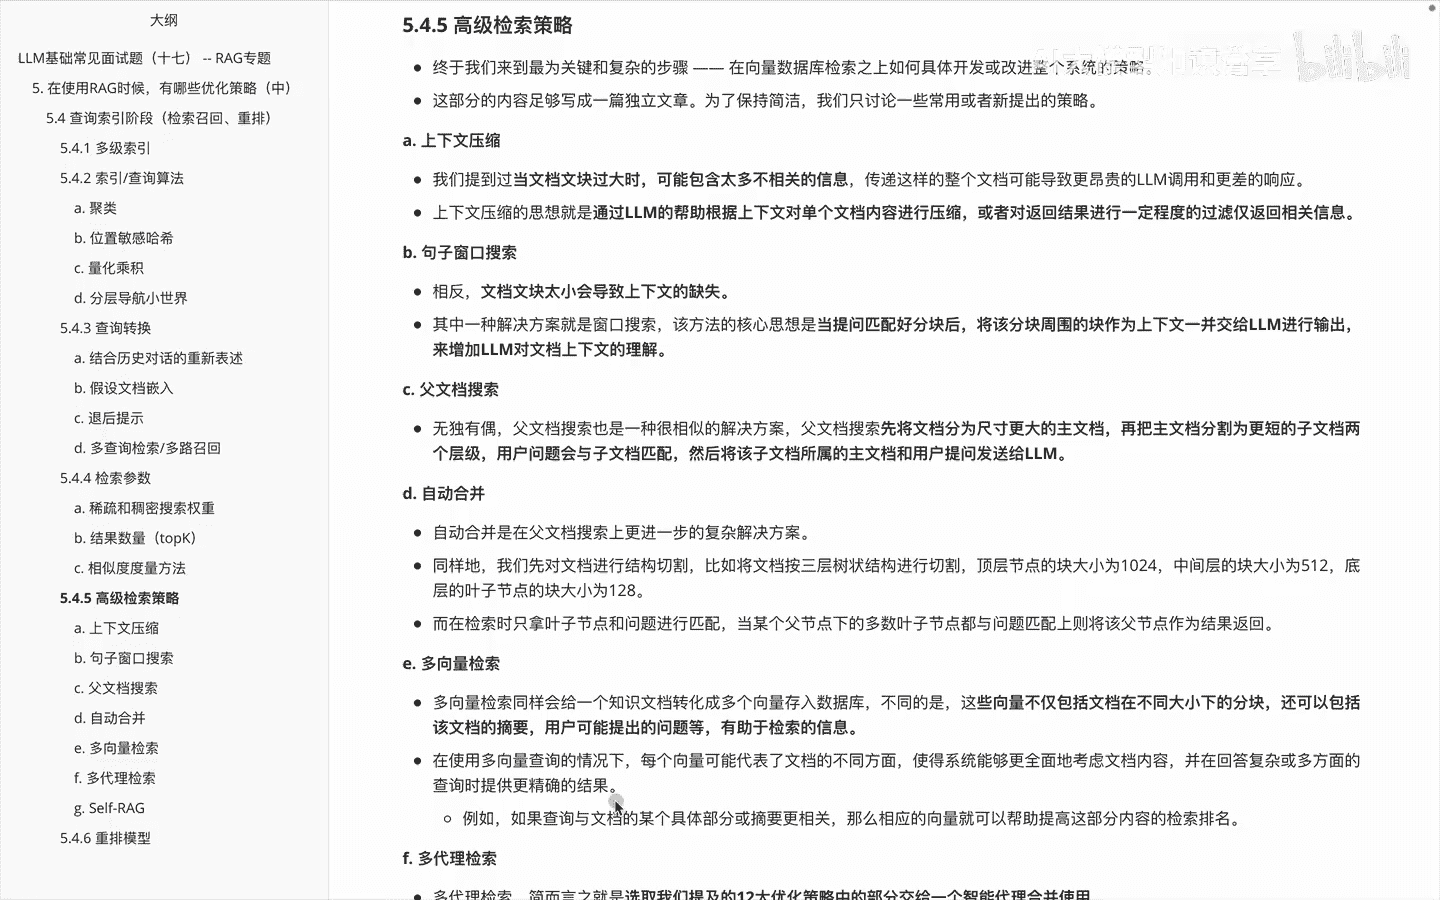 大纲
LLM基础常见面试题（十七） -- RAG专题
5. 在使用RAG时候，有哪些优化策略（中）
5.4 查询索引阶段（检索召回、重排）
5.4.1 多级索引
5.4.2 索引/查询算法
a. 聚类
b. 位置敏感哈希
c. 量化乘积
d. 分层导航小世界
5.4.3 查询转换
a. 结合历史对话的重新表述
b. 假设文档嵌入
c. 退后提示
d. 多查询检索/多路召回
5.4.4 检索参数
a. 稀疏和稠密搜索权重
b. 结果数量（topK）
c. 相似度度量方法
5.4.5 高级检索策略
a. 上下文压缩
b. 句子窗口搜索
c. 父文档搜索
d. 自动合并
e. 多向量检索
f. 多代理检索
g. Self-RAG
5.4.6 重排模型
5.4.5 高级检索策略
bilibili
终于我们来到最为关键和复杂的步骤 —— 在向量数据库检索之上如何具体开发或改进整个系统的策略。
这部分的内容足够写成一篇独立文章。为了保持简洁，我们只讨论一些常用或者新提出的策略。
a. 上下文压缩
我们提到过当文档文块过大时，可能包含太多不相关的信息，传递这样的整个文档可能导致更昂贵的LLM调用和更差的响应。
上下文压缩的思想就是通过LLM的帮助根据上下文对单个文档内容进行压缩，或者对返回结果进行一定程度的过滤仅返回相关信息。
b. 句子窗口搜索
相反，文档文块太小会导致上下文的缺失。
其中一种解决方案就是窗口搜索，该方法的核心思想是当提问匹配好分块后，将该分块周围的块作为上下文一并交给LLM进行输出，
来增加LLM对文档上下文的理解。
c. 父文档搜索
无独有偶，父文档搜索也是一种很相似的解决方案，父文档搜索先将文档分为尺寸更大的主文档，再把主文档分割为更短的子文档两
个层级，用户问题会与子文档匹配，然后将该子文档所属的主文档和用户提问发送给LLM。
d. 自动合并
自动合并是在父文档搜索上更进一步的复杂解决方案。
同样地，我们先对文档进行结构切割，比如将文档按三层树状结构进行切割，顶层节点的块大小为1024，中间层的块大小为512，底
层的叶子节点的块大小为128。
而在检索时只拿叶子节点和问题进行匹配，当某个父节点下的多数叶子节点都与问题匹配上则将该父节点作为结果返回。
e. 多向量检索
多向量检索同样会给一个知识文档转化成多个向量存入数据库，不同的是，这些向量不仅包括文档在不同大小下的分块，还可以包括
该文档的摘要，用户可能提出的问题等，有助于检索的信息。
在使用多向量查询的情况下，每个向量可能代表了文档的不同方面，使得系统能够更全面地考虑文档内容，并在回答复杂或多方面的
查询时提供更精确的结果。
例如，如果查询与文档的某个具体部分或摘要更相关，那么相应的向量就可以帮助提高这部分内容的检索排名。
f. 多代理检索
多代理检索，简而言之就是选取我们提及的12大优化策略中的部分交给一个智能代理合并使用。